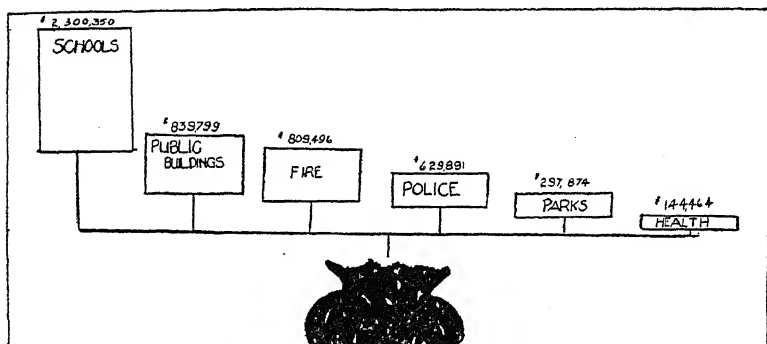 $2,300,350
SCHOOLS
$839,799
PUBLIC
BUILDINGS
$809,496
FIRE
$629,891
POLICE
$297,874
PARKS
$144,464
HEALTH